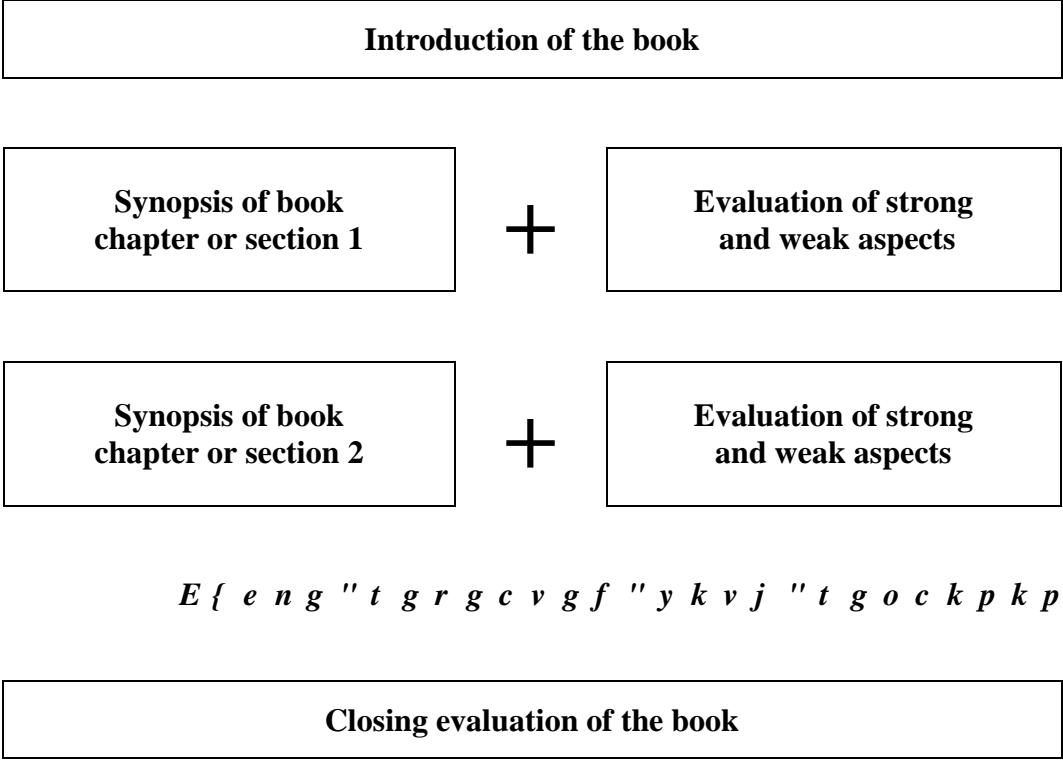 Introduction of the book
Synopsis of book
chapter or section 1
+
Evaluation of strong
and weak aspects
Synopsis of book
chapter or section 2
+
Evaluation of strong
and weak aspects
E { e n g " t g r g c v g f " y k v j " t g o c k p k p
Closing evaluation of the book